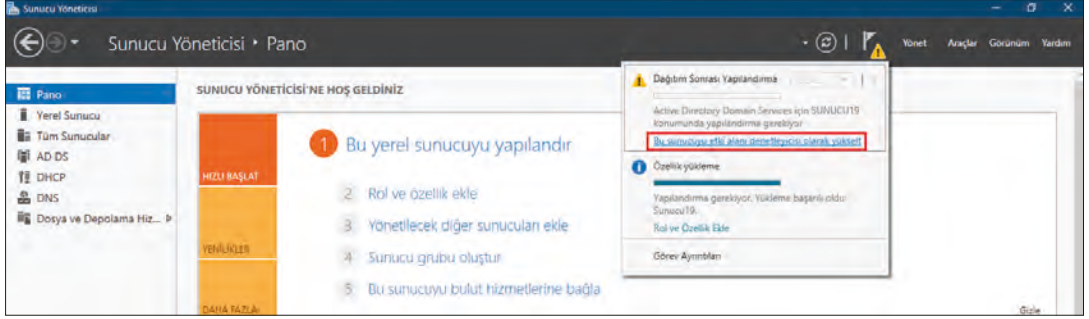 Sunucu Yöneticisi
Sunucu Yöneticisi • Pano
Yönet Araçlar Görünüm Yardım
Pano
Yerel Sunucu
Tüm Sunucular
AD DS
DHCP
DNS
Dosya ve Depolama Hiz...
SUNUCU YÖNETİCİSİ'NE HOŞ GELDİNİZ
HIZLI BAŞLAT
YENİLİKLER
DAHA FAZLA
1 Bu yerel sunucuyu yapılandır
2 Rol ve özellik ekle
3 Yönetilecek diğer sunucuları ekle
4 Sunucu grubu oluştur
5 Bu sunucuyu bulut hizmetlerine bağla
Gizle
Dağıtım Sonrası Yapılandırma
Active Directory Domain Services için SUNUCU19
konumunda yapılandırma gerekiyor
Bu sunucuyu etki alanı denetleyicisi olarak yükselt
Özellik yükleme
Yapılandırma gerekiyor. Yükleme başarılı oldu:
Sunucu19.
Rol ve Özellik Ekle
Görev Ayrıntıları